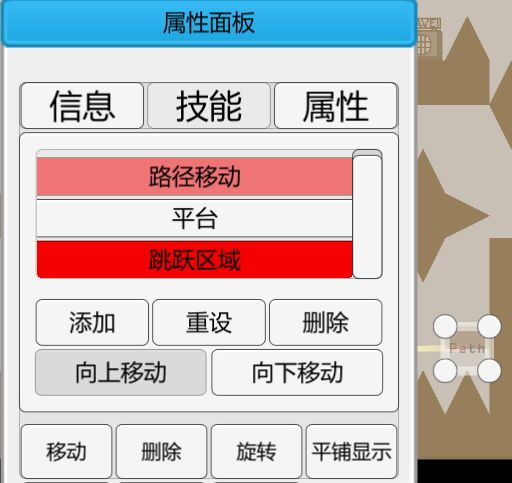 属性面板
信息 技能 属性
路径移动
平台
跳跃区域
添加 重设 删除
向上移动 向下移动
移动 删除 旋转 平铺显示
Path